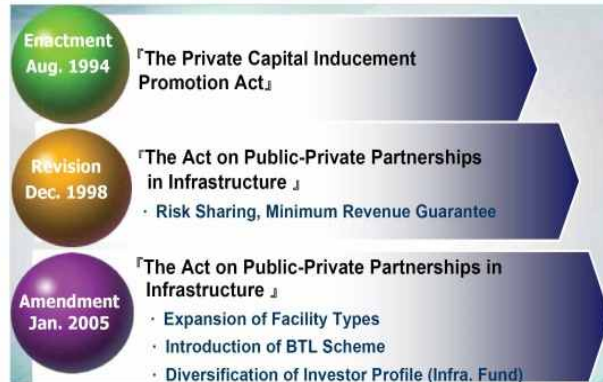 Enactment
Aug. 1994
『The Private Capital Inducement
Promotion Act』
Revision
Dec. 1998
『The Act on Public-Private Partnerships
in Infrastructure 』
· Risk Sharing, Minimum Revenue Guarantee
Amendment
Jan. 2005
『The Act on Public-Private Partnerships in
Infrastructure 』
· Expansion of Facility Types
· Introduction of BTL Scheme
· Diversification of Investor Profile (Infra. Fund)